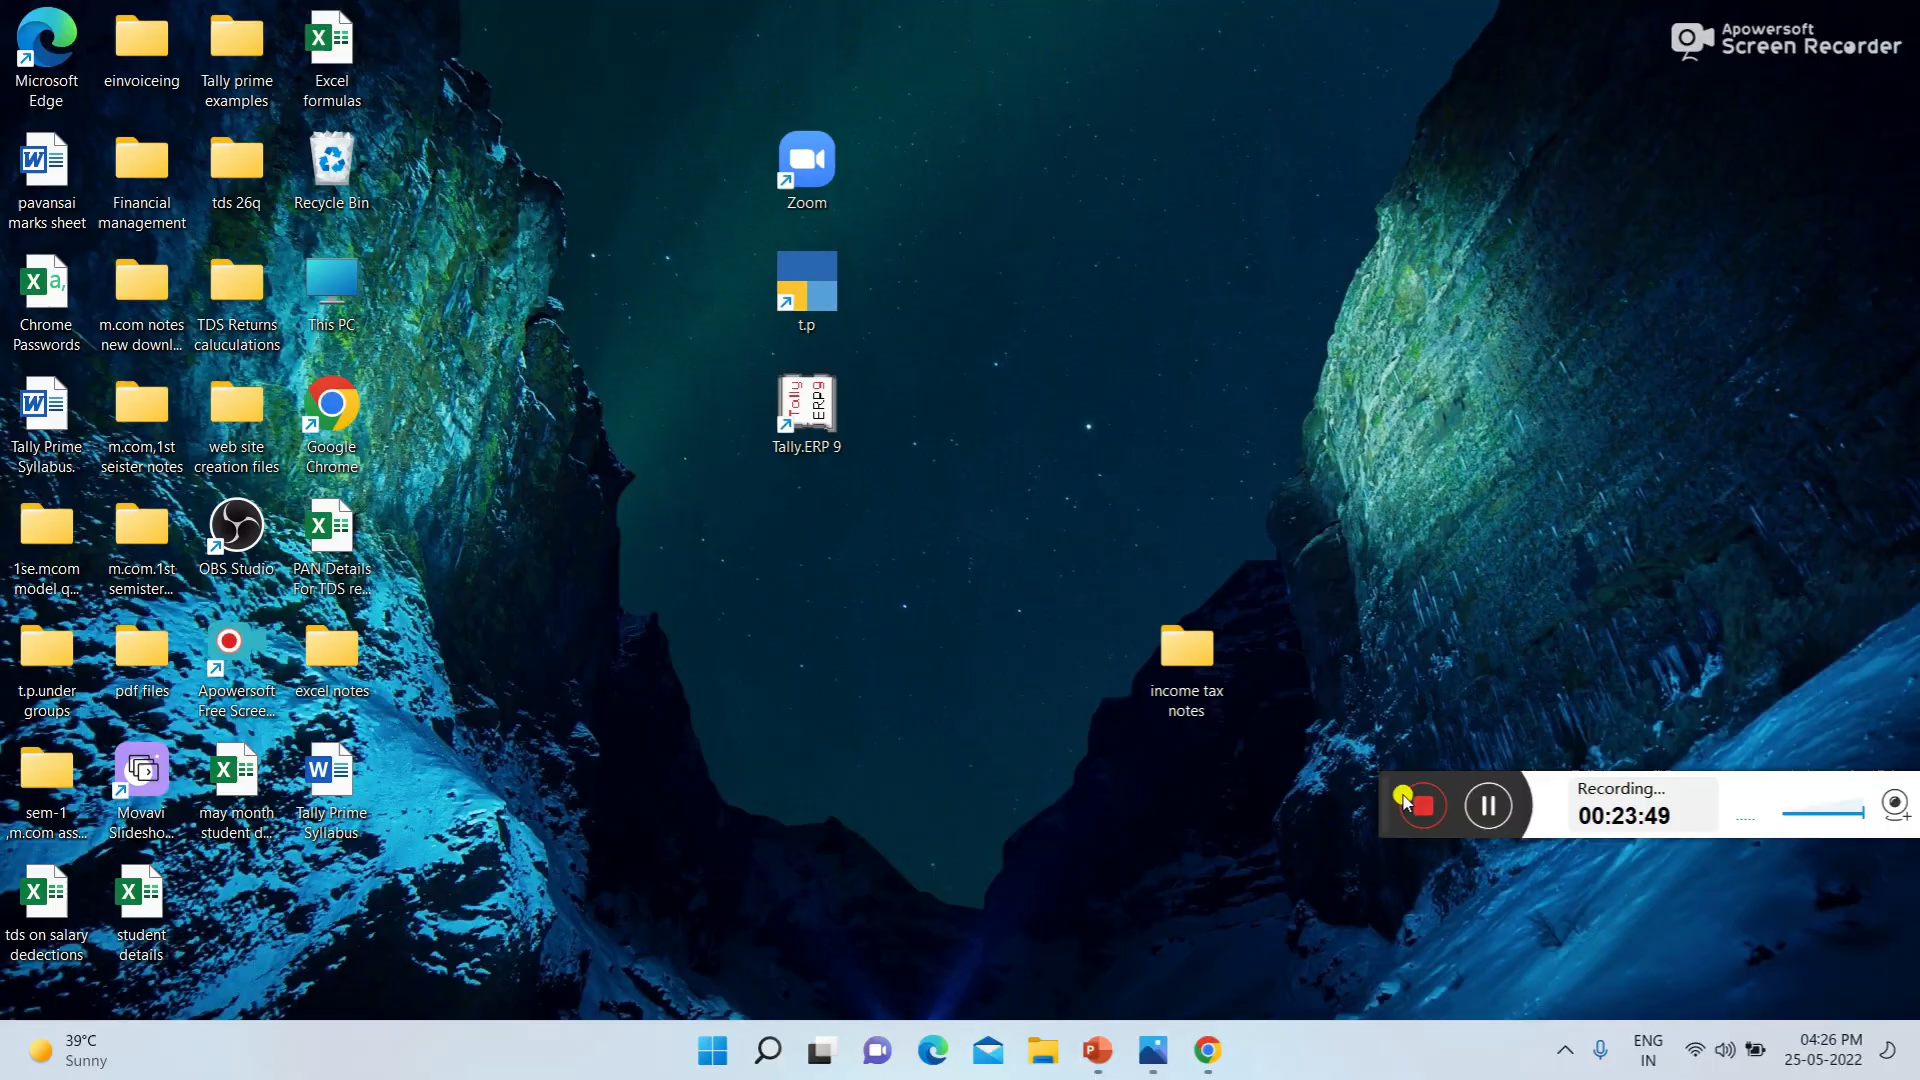 Apowersoft
Screen Recorder
Microsoft
Edge
einvoiceing
Tally prime
examples
Excel
formulas
pavansai
marks sheet
Financial
management
tds 26q
Recycle Bin
Zoom
Chrome
Passwords
m.com notes
new downl...
TDS Returns
caluculations
This PC
t.p
Tally Prime
Syllabus.
m.com,1st
seister notes
web site
creation files
Google
Chrome
Tally
ERP9
Tally.ERP 9
1se.mcom
model q...
m.com.1st
semister...
OBS Studio
PAN Details
For TDS re...
t.p.under
groups
pdf files
Apowersoft
Free Scree...
excel notes
income tax
notes
sem-1
,m.com ass...
Movavi
Slidesho...
may month
student d...
Tally Prime
Syllabus
Recording...
00:23:49
tds on salary
dedections
student
details
39°C
Sunny
ENG
IN
04:26 PM
25-05-2022